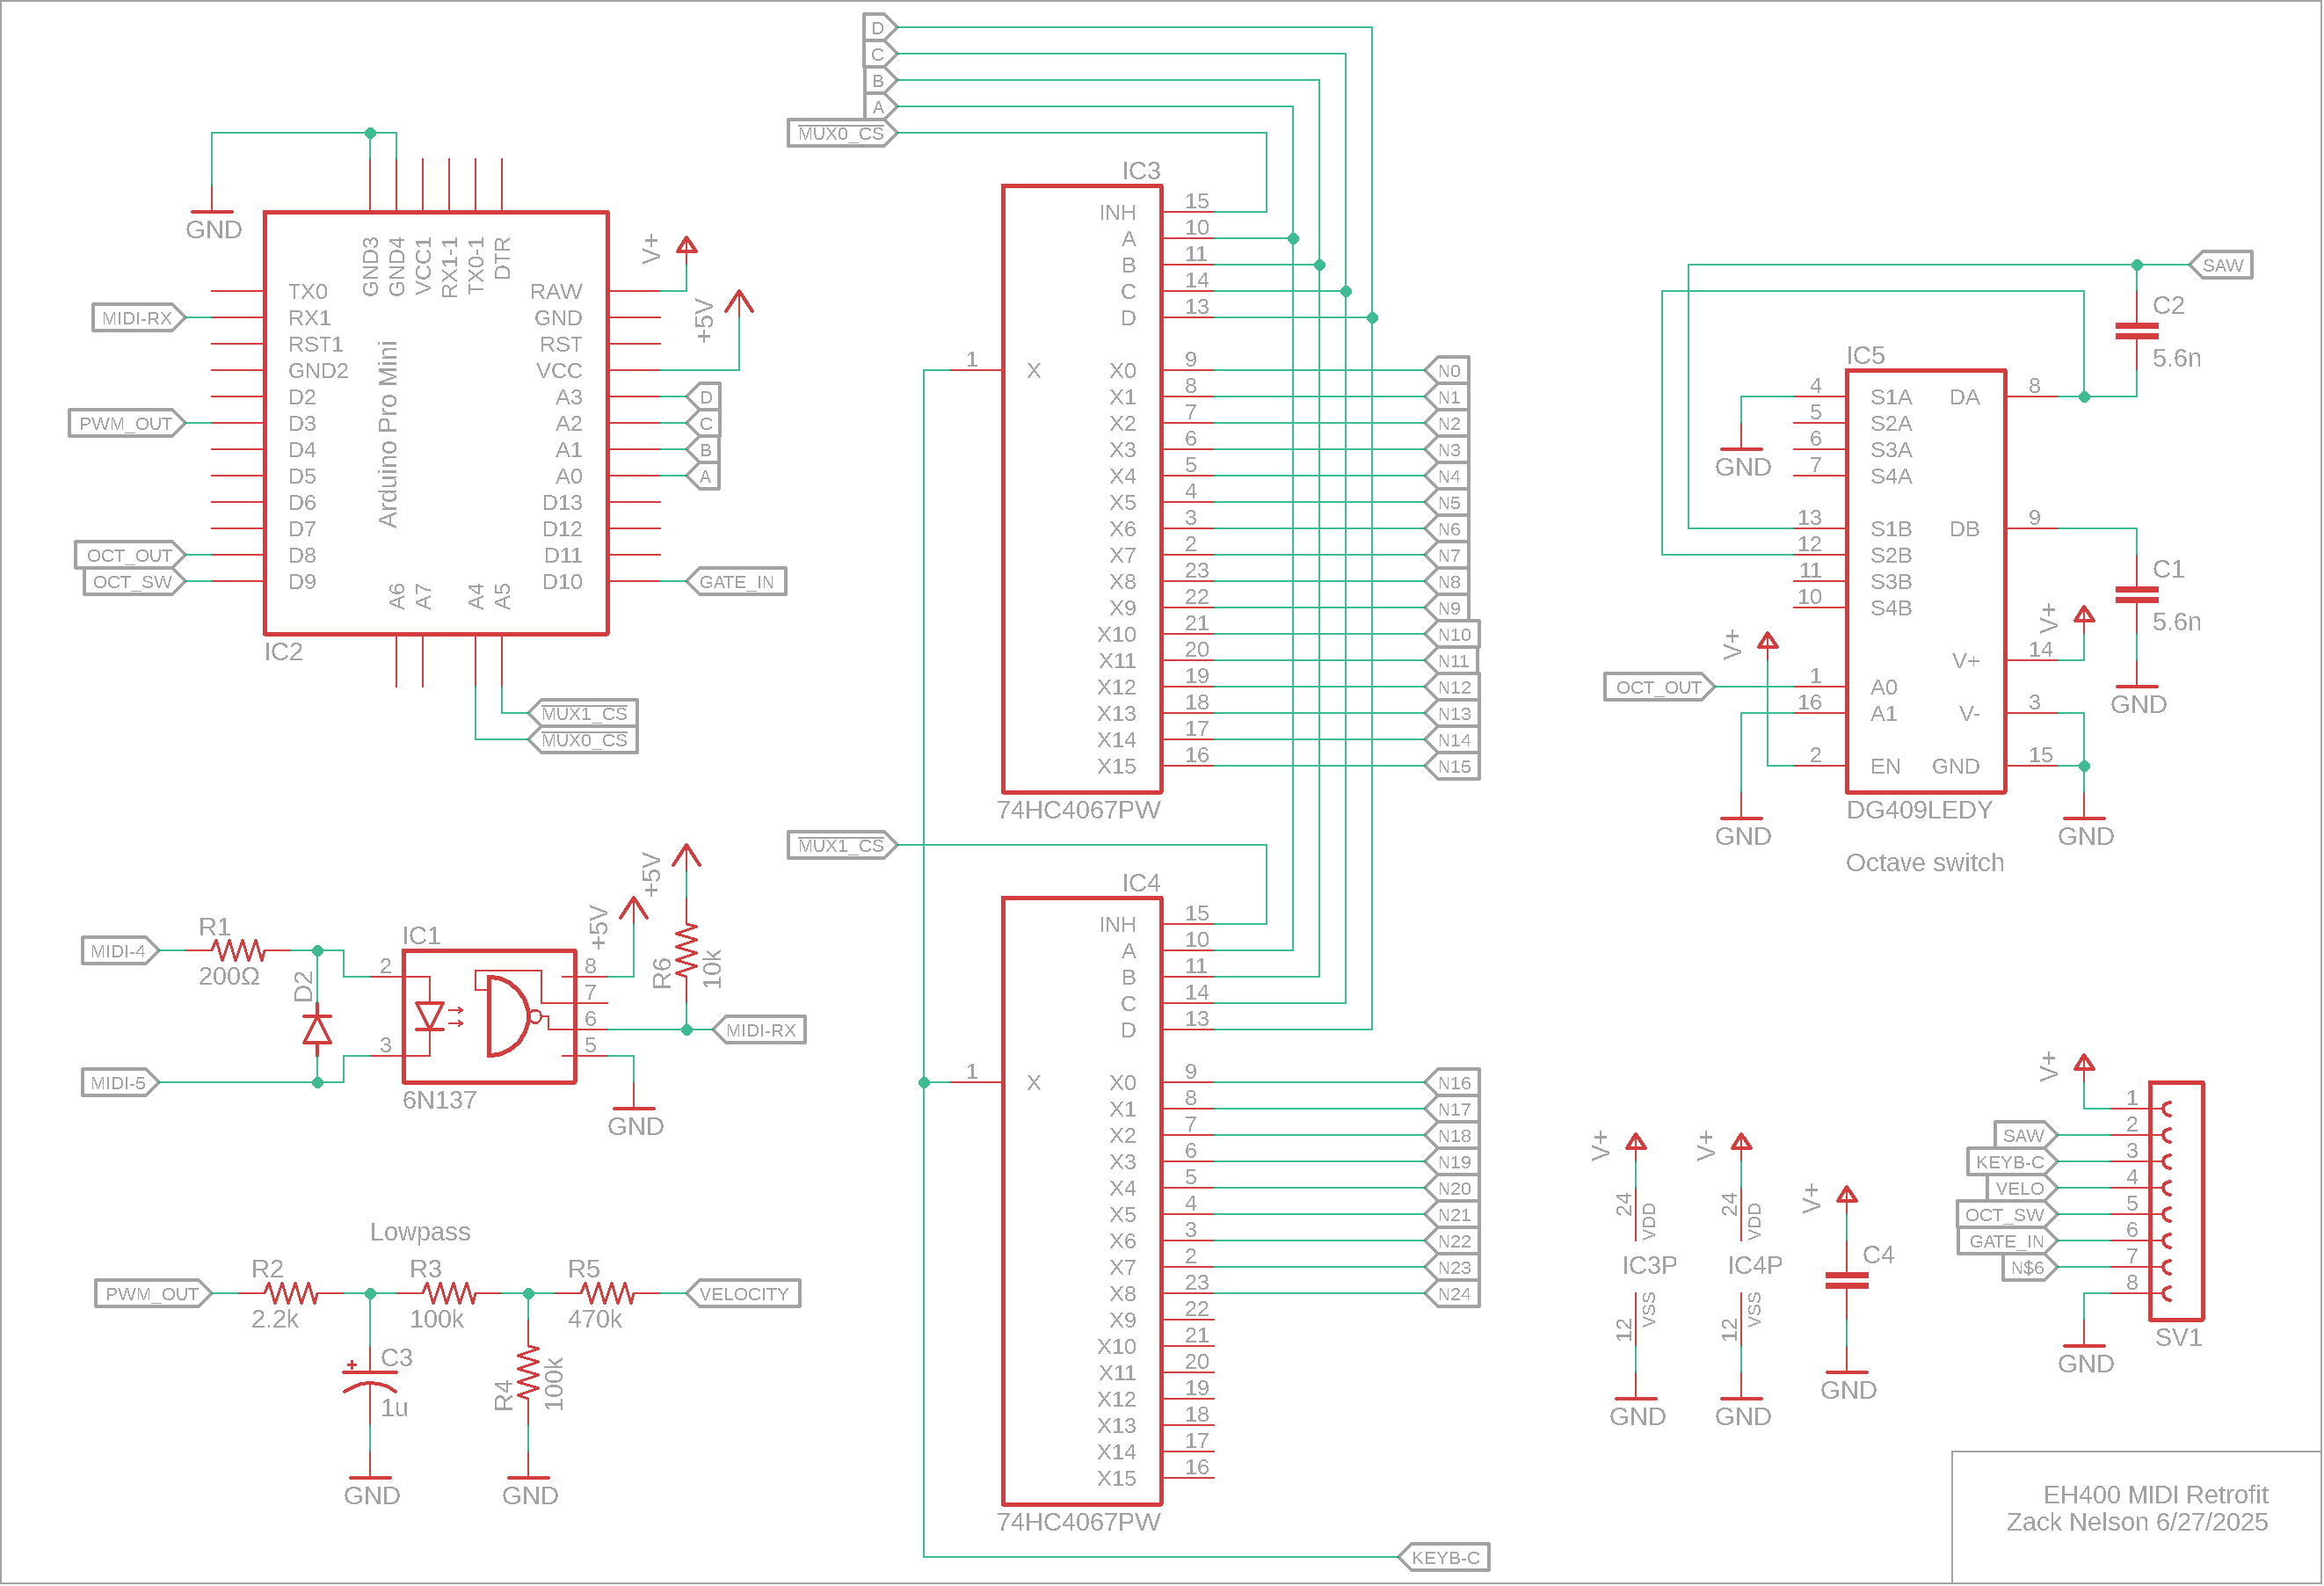 D
C
B
A
MUX0_CS
GND
GND3
GND4
VCC1
RX1-1
TX0-1
DTR
TX0
RX1
RST1
GND2
D2
D3
D4
D5
D6
D7
D8
D9
Arduino Pro Mini
RAW
GND
RST
VCC
A3
A2
A1
A0
D13
D12
D11
D10
A6
A7
A4
A5
IC2
MIDI-RX
PWM_OUT
OCT_OUT
OCT_SW
V+
+5V
D
C
B
A
GATE_IN
MUX1_CS
MUX0_CS
IC3
INH 15
A 10
B 11
C 14
D 13
1 X
X0 9 N0
X1 8 N1
X2 7 N2
X3 6 N3
X4 5 N4
X5 4 N5
X6 3 N6
X7 2 N7
X8 23 N8
X9 22 N9
X10 21 N10
X11 20 N11
X12 19 N12
X13 18 N13
X14 17 N14
X15 16 N15
74HC4067PW
MUX1_CS
IC4
INH 15
A 10
B 11
C 14
D 13
1 X
X0 9 N16
X1 8 N17
X2 7 N18
X3 6 N19
X4 5 N20
X5 4 N21
X6 3 N22
X7 2 N23
X8 23 N24
X9 22
X10 21
X11 20
X12 19
X13 18
X14 17
X15 16
74HC4067PW
KEYB-C
SAW
C2
5.6n
IC5
4 S1A DA 8
5 S2A
6 S3A
7 S4A
GND
13 S1B DB 9
12 S2B
11 S3B
10 S4B
C1
5.6n
GND
V+
V+
V+ 14
OCT_OUT
1 A0
16 A1
V- 3
2 EN GND 15
GND
DG409LEDY
GND
Octave switch
MIDI-4
R1
200Ω
D2
MIDI-5
IC1
2
3
8
7
6
5
6N137
+5V
+5V
R6
10k
MIDI-RX
GND
Lowpass
PWM_OUT
R2
2.2k
R3
100k
R5
470k
VELOCITY
C3
1u
R4
100k
GND
GND
V+
24
VDD
IC3P
12
VSS
GND
V+
24
VDD
IC4P
12
VSS
GND
V+
C4
GND
V+
1
SAW 2
KEYB-C 3
VELO 4
OCT_SW 5
GATE_IN 6
N$6 7
8
GND
SV1
EH400 MIDI Retrofit
Zack Nelson 6/27/2025